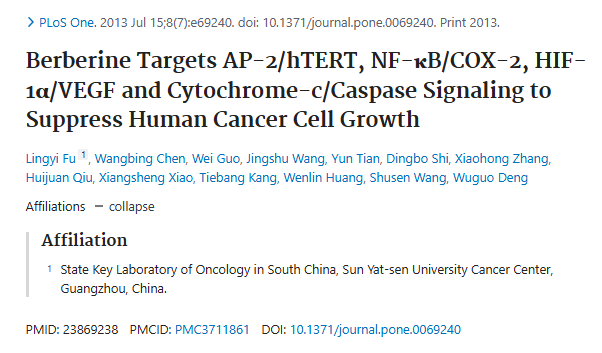 > PLoS One. 2013 Jul 15;8(7):e69240. doi: 10.1371/journal.pone.0069240. Print 2013.
Berberine Targets AP-2/hTERT, NF-κB/COX-2, HIF-
1α/VEGF and Cytochrome-c/Caspase Signaling to
Suppress Human Cancer Cell Growth
Lingyi Fu 1, Wangbing Chen, Wei Guo, Jingshu Wang, Yun Tian, Dingbo Shi, Xiaohong Zhang,
Huijuan Qiu, Xiangsheng Xiao, Tiebang Kang, Wenlin Huang, Shusen Wang, Wuguo Deng
Affiliations – collapse
Affiliation
1 State Key Laboratory of Oncology in South China, Sun Yat-sen University Cancer Center,
Guangzhou, China.
PMID: 23869238 PMCID: PMC3711861 DOI: 10.1371/journal.pone.0069240